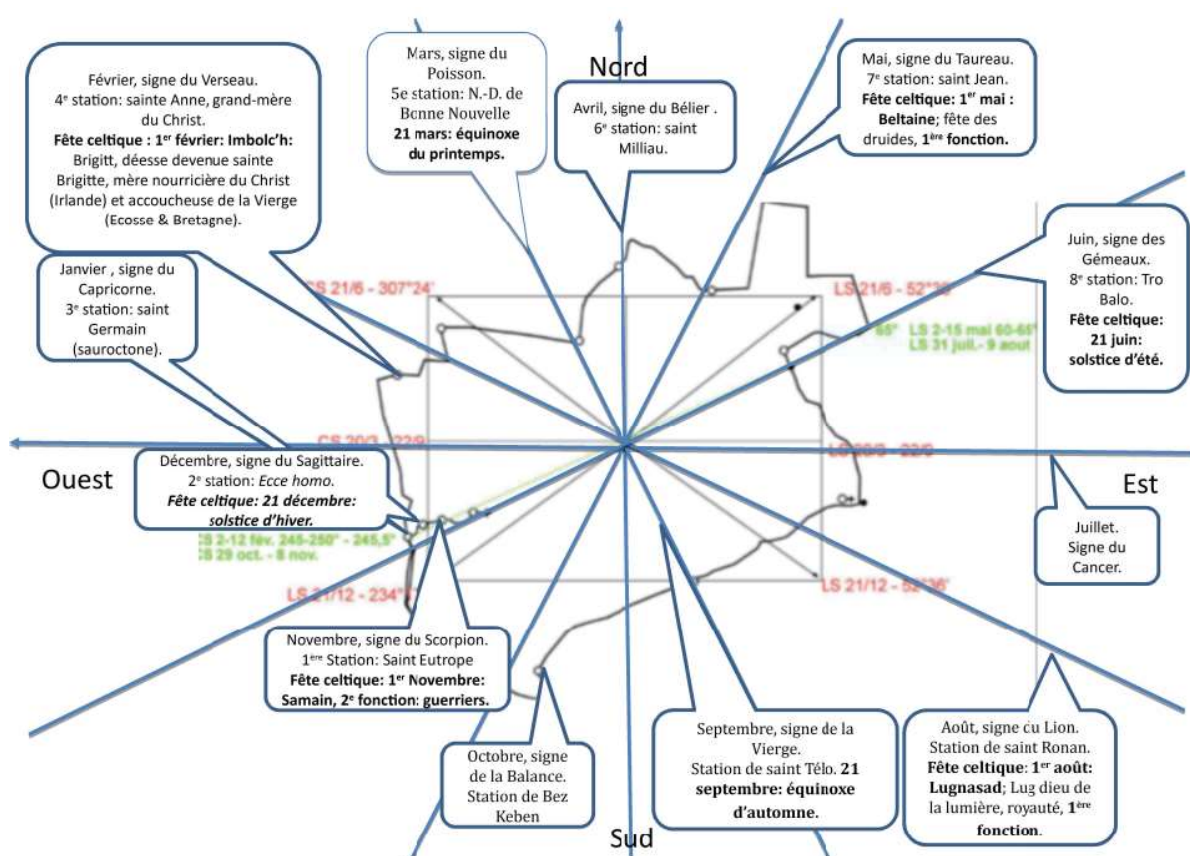 Février, signe du Verseau.
4e station: sainte Anne, grand-mère
du Christ.
Fête celtique : 1er février: Imbolc'h:
Brigitt, déesse devenue sainte
Brigitte, mère nourricière du Christ
(Irlande) et accoucheuse de la Vierge
(Ecosse & Bretagne).
Mars, signe du
Poisson.
5e station: N.-D. de
Bonne Nouvelle
21 mars: équinoxe
du printemps.
Nord
Avril, signe du Bélier .
6e station: saint
Milliau.
Mai, signe du Taureau.
7e station: saint Jean.
Fête celtique: 1er mai :
Beltaine; fête des
druides, 1ère fonction.
Janvier , signe du
Capricorne.
3e station: saint
Germain
(sauroctone).
CS 21/6 - 307°24'
LS 21/6 - 52°36'
65° LS 2-15 mai 60-65°
LS 31 juil.- 9 aout
Juin, signe des
Gémeaux.
8e station: Tro
Balo.
Fête celtique:
21 juin:
solstice d'été.
CS 20/3 - 22/9
LS 20/3 - 22/9
Ouest
Est
Décembre, signe du Sagittaire.
2e station: Ecce homo.
Fête celtique: 21 décembre:
solstice d'hiver.
CS 2-12 fév. 245-250° - 245,5°
CS 29 oct. - 8 nov.
Juillet.
Signe du
Cancer.
LS 21/12 - 234°
LS 21/12 - 52°36'
Novembre, signe du Scorpion.
1ère Station: Saint Eutrope
Fête celtique: 1er Novembre:
Samain, 2e fonction: guerriers.
Octobre, signe
de la Balance.
Station de Bez
Keben
Septembre, signe de la
Vierge.
Station de saint Télo. 21
septembre: équinoxe
d'automne.
Août, signe du Lion.
Station de saint Ronan.
Fête celtique: 1er août:
Lugnasad; Lug dieu de
la lumière, royauté, 1ère
fonction.
Sud